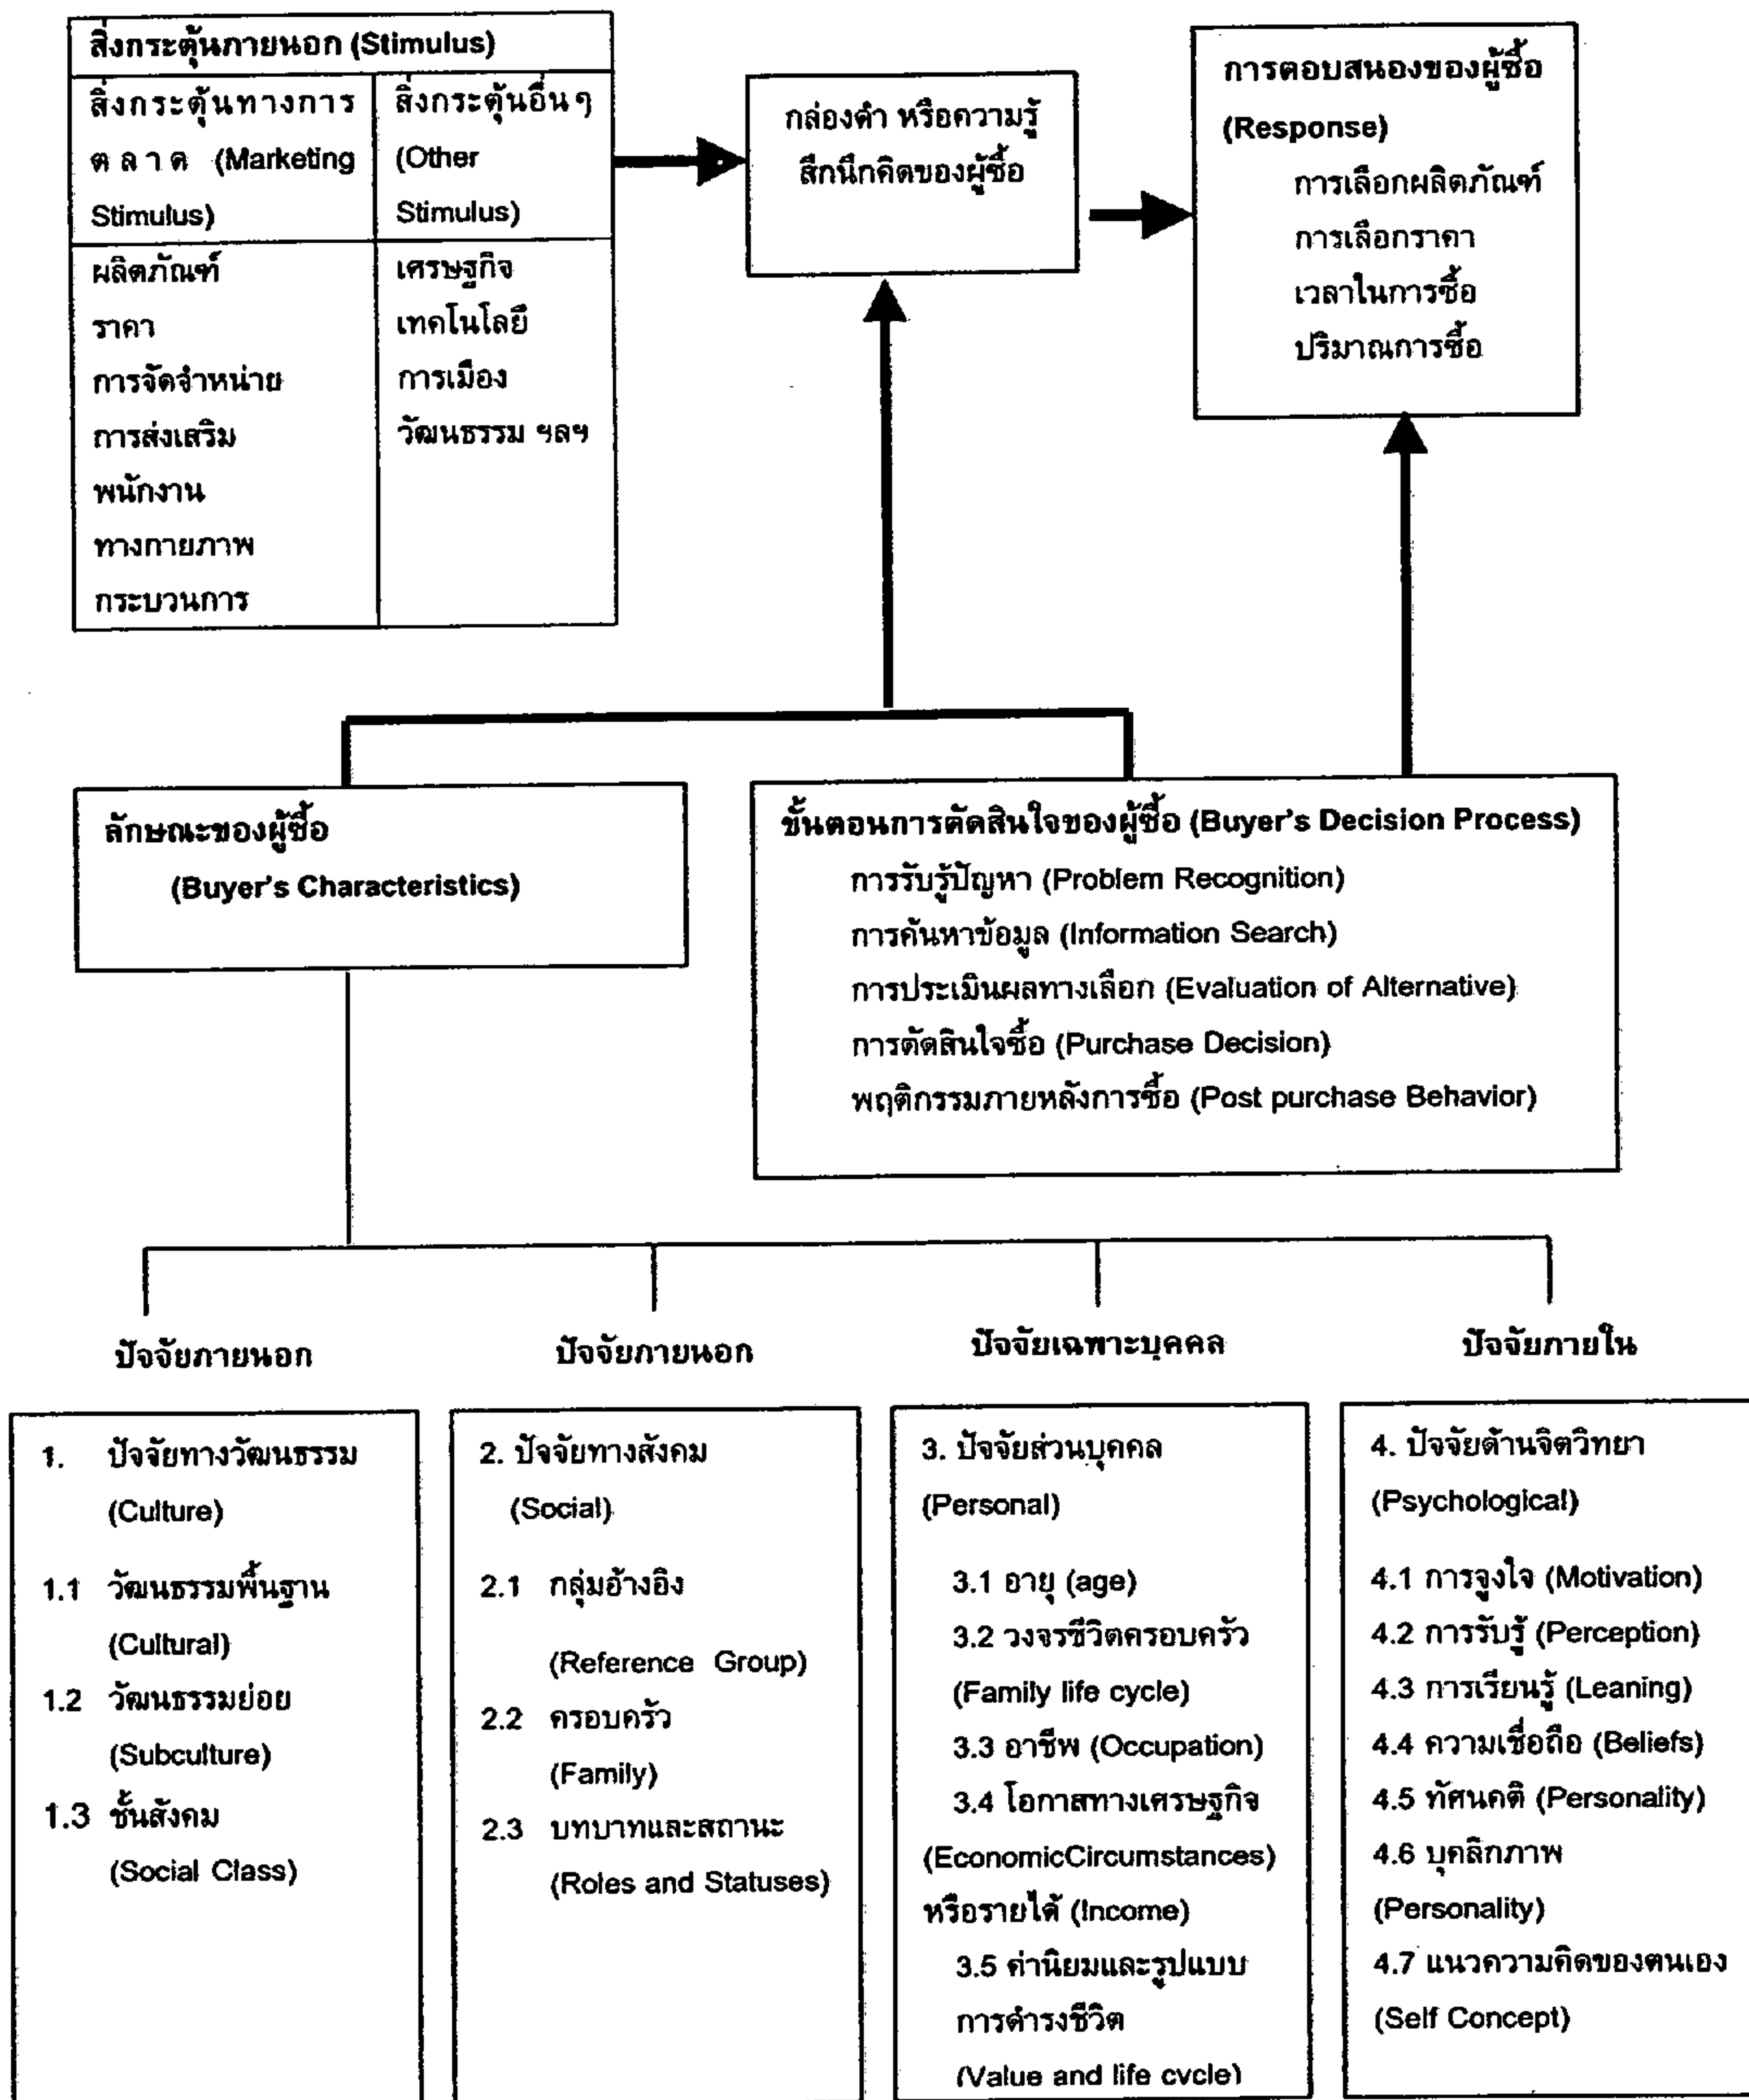 สิ่งกระตุ้นภายนอก (Stimulus)
สิ่งกระตุ้นทางการ
ตลาด (Marketing
Stimulus)
สิ่งกระตุ้นอื่นๆ
(Other
Stimulus)
ผลิตภัณฑ์
ราคา
การจัดจำหน่าย
การส่งเสริม
พนักงาน
ทางกายภาพ
กระบวนการ
เศรษฐกิจ
เทคโนโลยี
การเมือง
วัฒนธรรม ฯลฯ
กล่องดำ หรือความรู้
สึกนึกคิดของผู้ซื้อ
การตอบสนองของผู้ซื้อ
(Response)
การเลือกผลิตภัณฑ์
การเลือกราคา
เวลาในการซื้อ
ปริมาณการซื้อ
ลักษณะของผู้ซื้อ
(Buyer's Characteristics)
ขั้นตอนการตัดสินใจของผู้ซื้อ (Buyer's Decision Process)
การรับรู้ปัญหา (Problem Recognition)
การค้นหาข้อมูล (Information Search)
การประเมินผลทางเลือก (Evaluation of Alternative)
การตัดสินใจซื้อ (Purchase Decision)
พฤติกรรมภายหลังการซื้อ (Post purchase Behavior)
ปัจจัยภายนอก
1. ปัจจัยทางวัฒนธรรม
(Culture)
1.1 วัฒนธรรมพื้นฐาน
(Cultural)
1.2 วัฒนธรรมย่อย
(Subculture)
1.3 ชั้นสังคม
(Social Class)
ปัจจัยภายนอก
2. ปัจจัยทางสังคม
(Social)
2.1 กลุ่มอ้างอิง
(Reference Group)
2.2 ครอบครัว
(Family)
2.3 บทบาทและสถานะ
(Roles and Statuses)
ปัจจัยเฉพาะบุคคล
3. ปัจจัยส่วนบุคคล
(Personal)
3.1 อายุ (age)
3.2 วงจรชีวิตครอบครัว
(Family life cycle)
3.3 อาชีพ (Occupation)
3.4 โอกาสทางเศรษฐกิจ
(EconomicCircumstances)
หรือรายได้ (Income)
3.5 ค่านิยมและรูปแบบ
การดำรงชีวิต
(Value and life cycle)
ปัจจัยภายใน
4. ปัจจัยด้านจิตวิทยา
(Psychological)
4.1 การจูงใจ (Motivation)
4.2 การรับรู้ (Perception)
4.3 การเรียนรู้ (Leaning)
4.4 ความเชื่อถือ (Beliefs)
4.5 ทัศนคติ (Personality)
4.6 บุคลิกภาพ
(Personality)
4.7 แนวความคิดของตนเอง
(Self Concept)